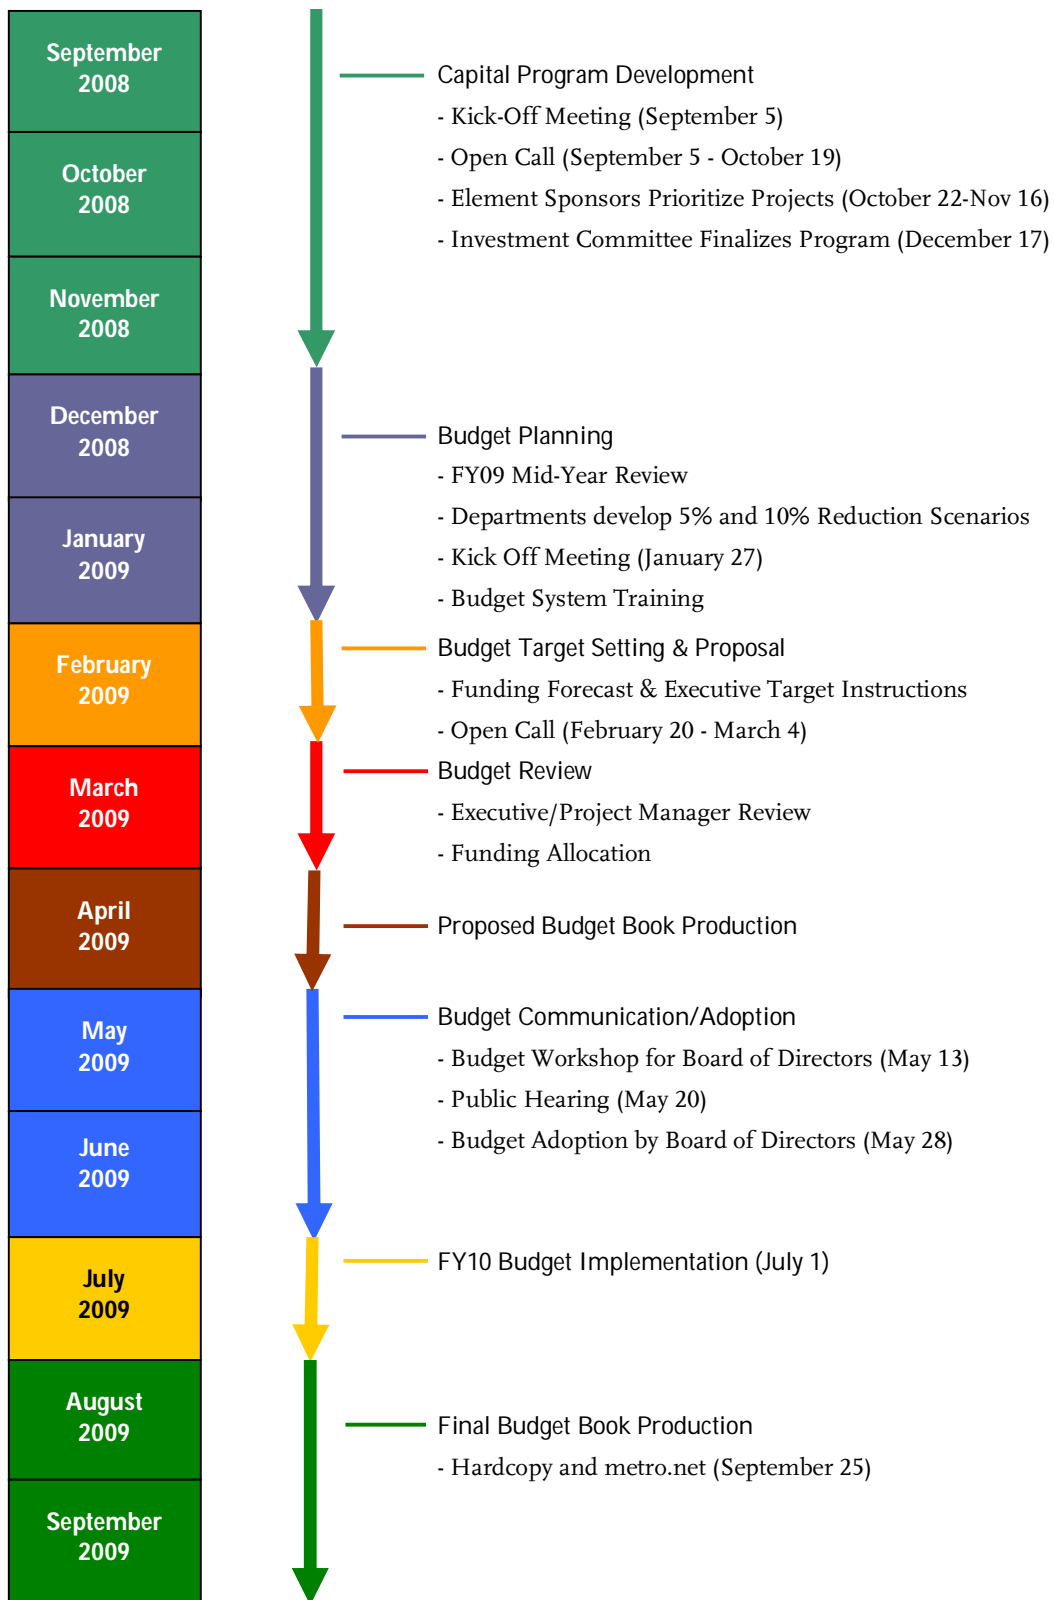 September
2008
Capital Program Development
- Kick-Off Meeting (September 5)
- Open Call (September 5 - October 19)
October
2008
- Element Sponsors Prioritize Projects (October 22-Nov 16)
- Investment Committee Finalizes Program (December 17)
November
2008
December
2008
Budget Planning
- FY09 Mid-Year Review
- Departments develop 5% and 10% Reduction Scenarios
January
2009
- Kick Off Meeting (January 27)
- Budget System Training
February
2009
Budget Target Setting & Proposal
- Funding Forecast & Executive Target Instructions
- Open Call (February 20 - March 4)
March
2009
Budget Review
- Executive/Project Manager Review
- Funding Allocation
April
2009
Proposed Budget Book Production
May
2009
Budget Communication/Adoption
- Budget Workshop for Board of Directors (May 13)
- Public Hearing (May 20)
June
2009
- Budget Adoption by Board of Directors (May 28)
July
2009
FY10 Budget Implementation (July 1)
August
2009
Final Budget Book Production
- Hardcopy and metro.net (September 25)
September
2009